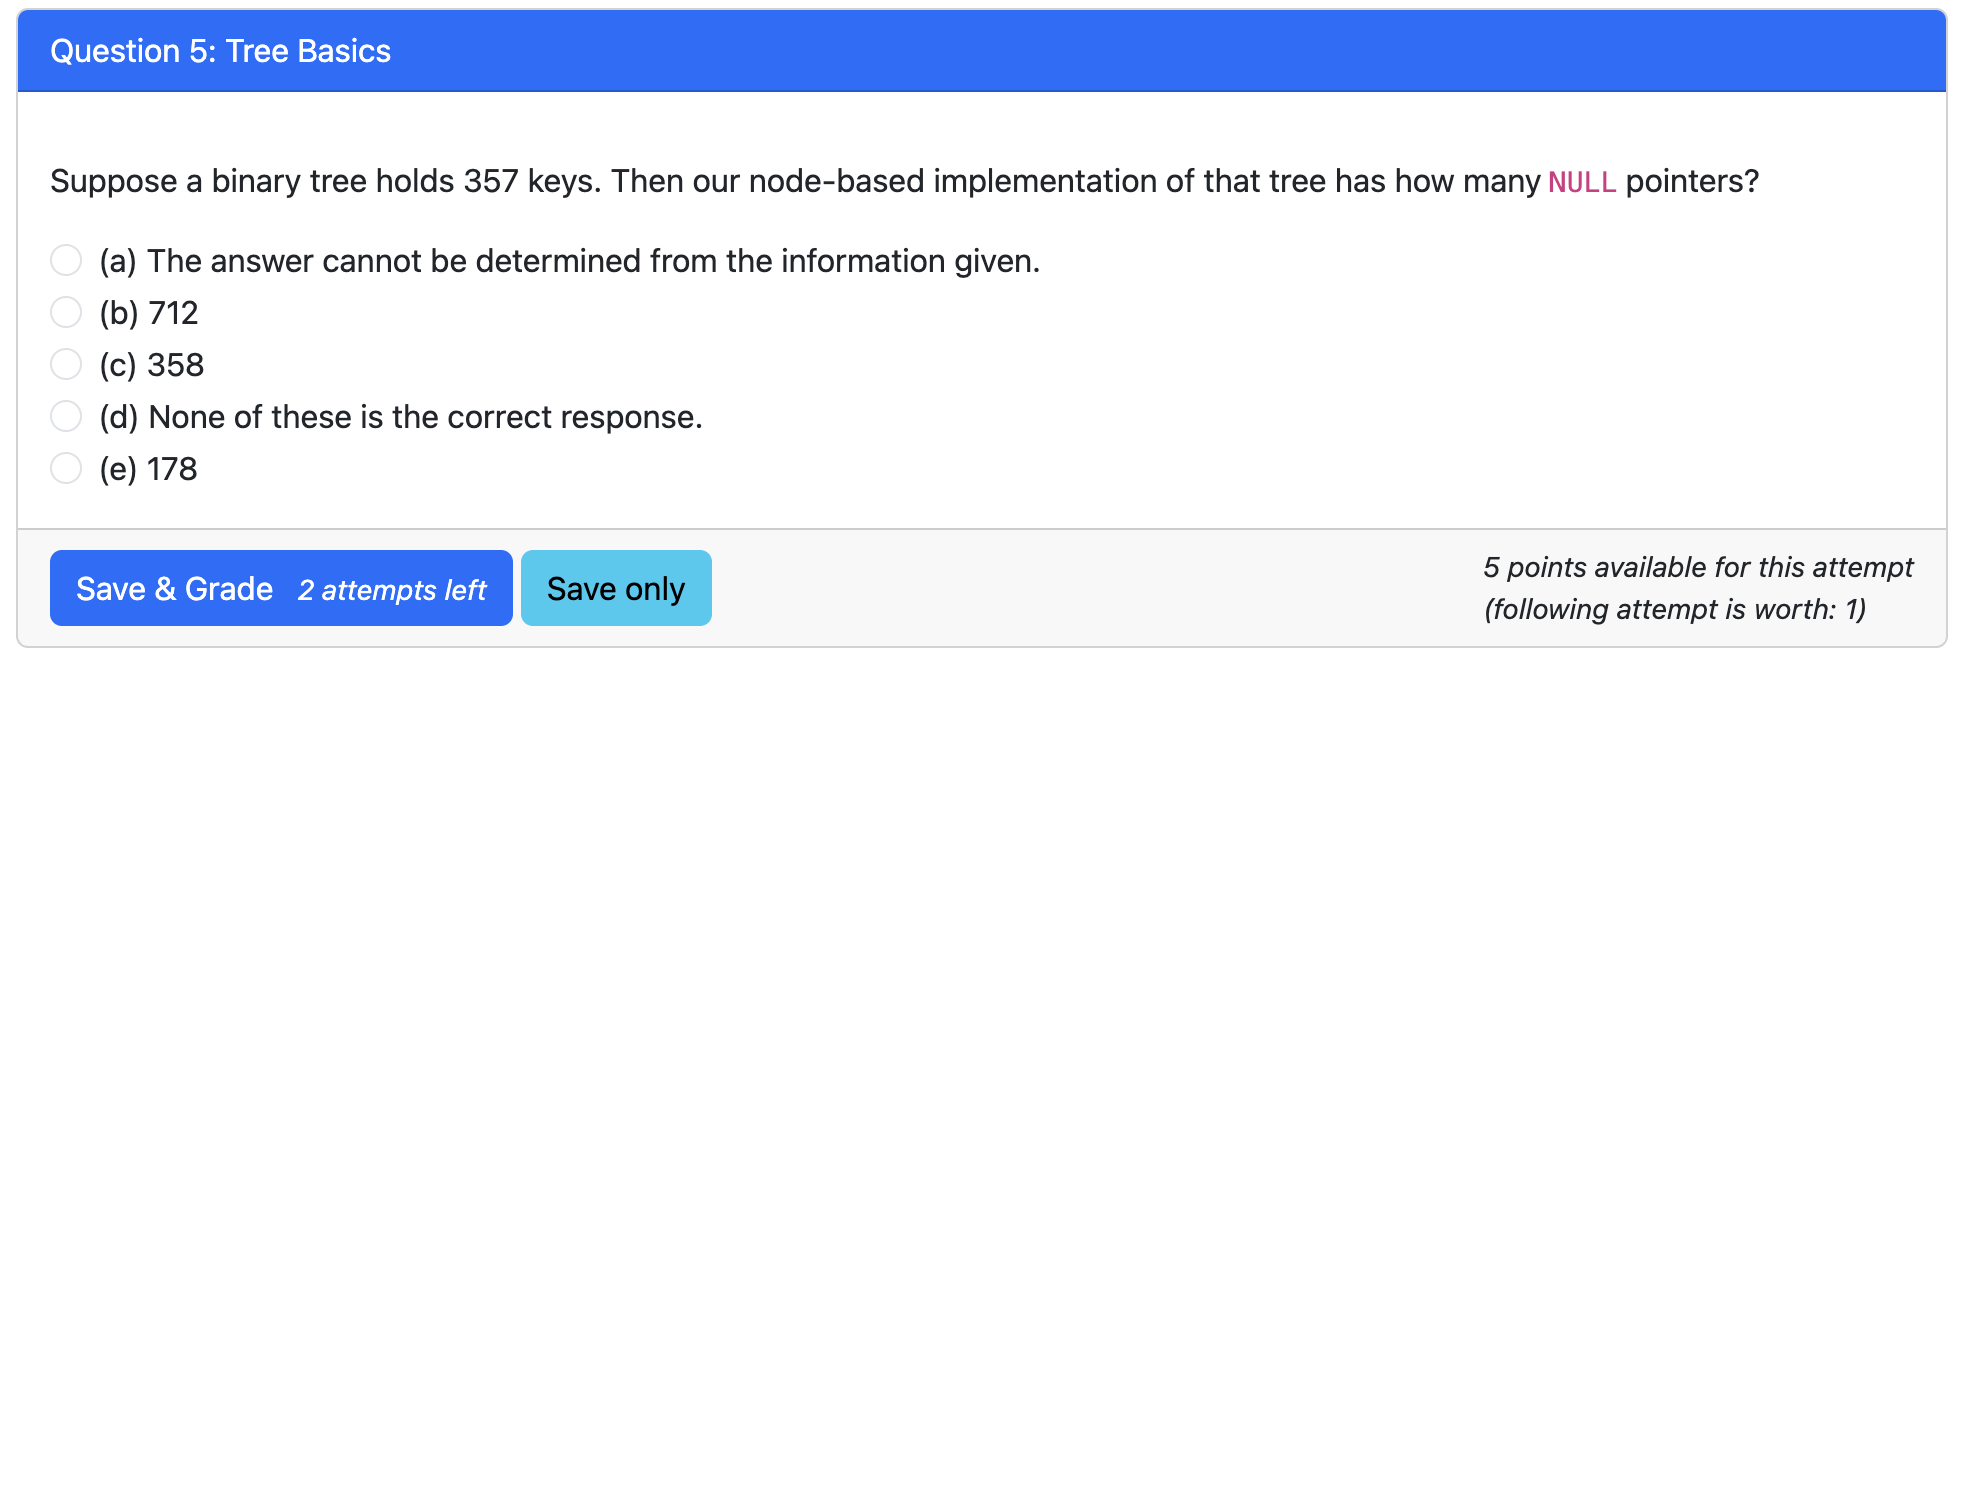 Question 5: Tree Basics
Suppose a binary tree holds 357 keys. Then our node-based implementation of that tree has how many NULL pointers?
(a) The answer cannot be determined from the information given.
(b) 712
(c) 358
(d) None of these is the correct response.
(e) 178
Save & Grade 2 attempts left Save only
5 points available for this attempt
(following attempt is worth: 1)